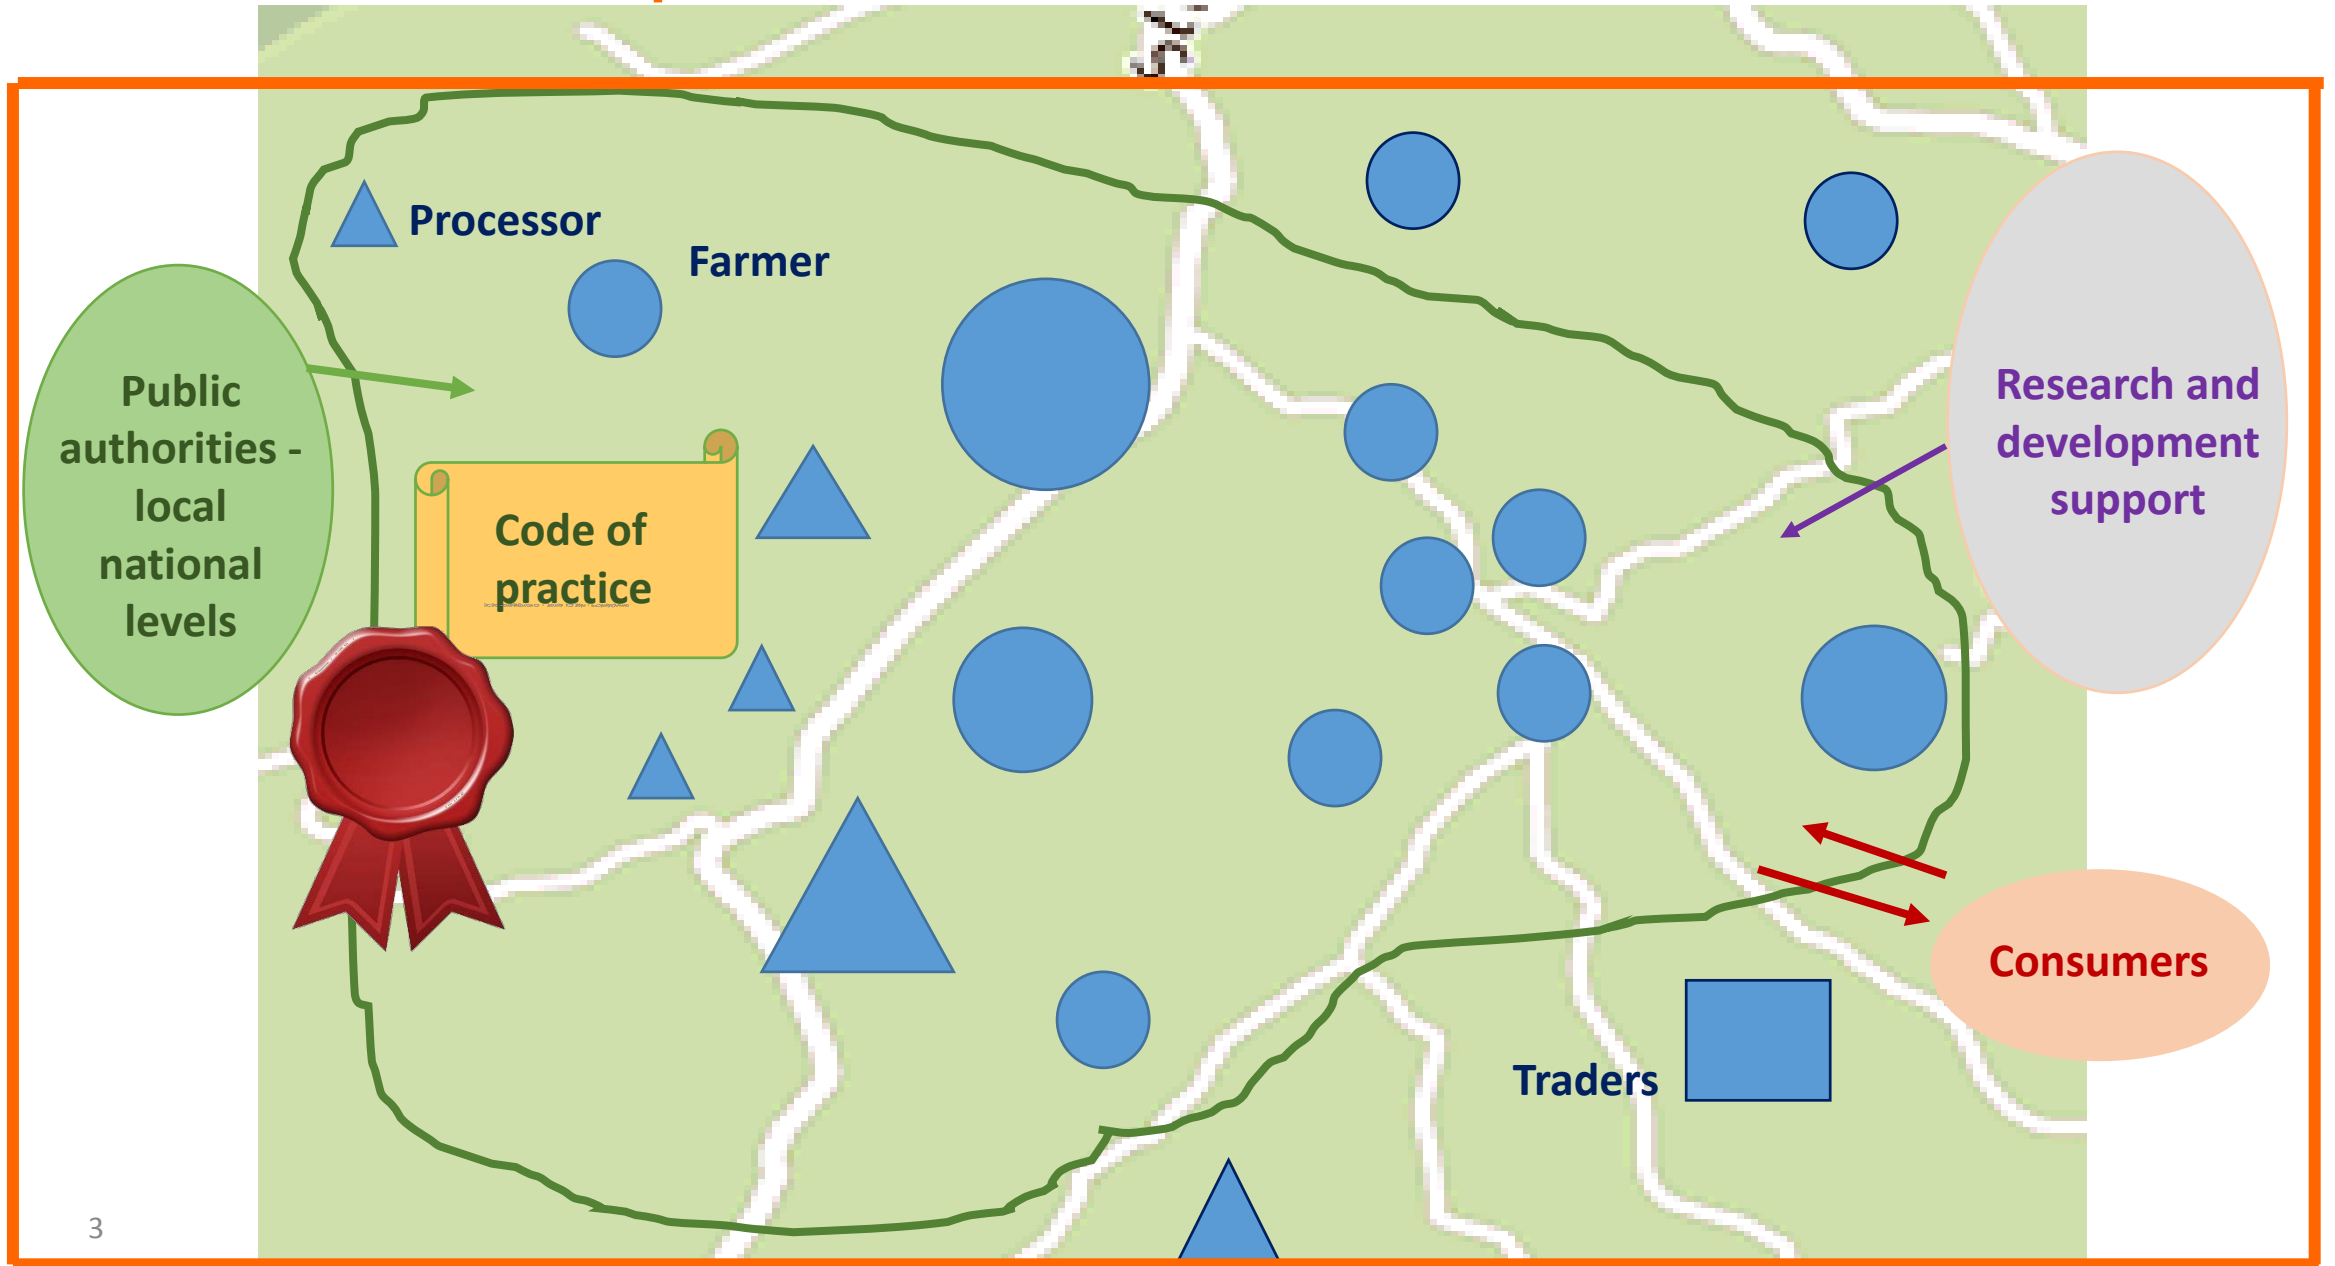 Processor
Farmer
Public
authorities -
local
national
levels
Code of
practice
Research and
development
support
Consumers
Traders
3